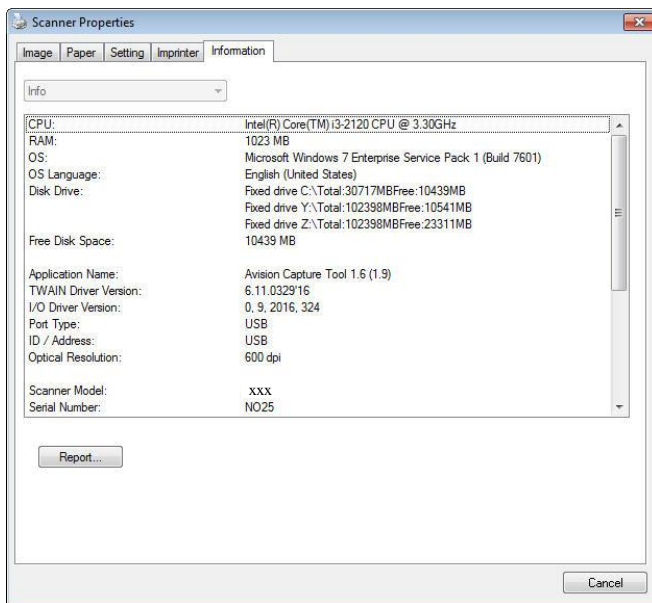 Scanner Properties
Image Paper Setting Imprinter Information
Info
CPU: Intel(R) Core(TM) i3-2120 CPU @ 3.30GHz
RAM: 1023 MB
OS: Microsoft Windows 7 Enterprise Service Pack 1 (Build 7601)
OS Language: English (United States)
Disk Drive: Fixed drive C:\Total:30717MBFree:10439MB
Fixed drive Y:\Total:102398MBFree:10541MB
Fixed drive Z:\Total:102398MBFree:23311MB
Free Disk Space: 10439 MB
Application Name: Avision Capture Tool 1.6 (1.9)
TWAIN Driver Version: 6.11.0329'16
I/O Driver Version: 0, 9, 2016, 324
Port Type: USB
ID / Address: USB
Optical Resolution: 600 dpi
Scanner Model: xxx
Serial Number: NO25
Report...
Cancel